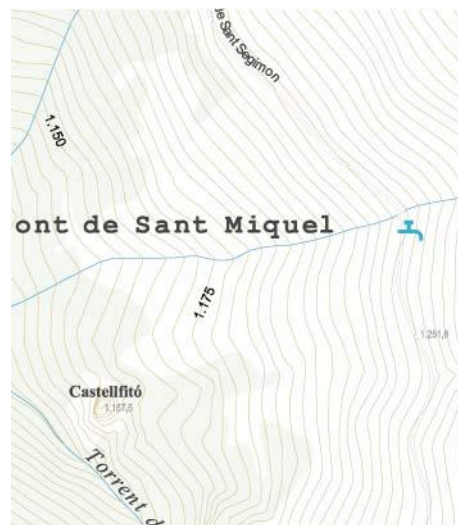 de Sant Segimon
1.150
ont de Sant Miquel
1.175
1.251,8
Castellfitó
1.167,5
Torrent d